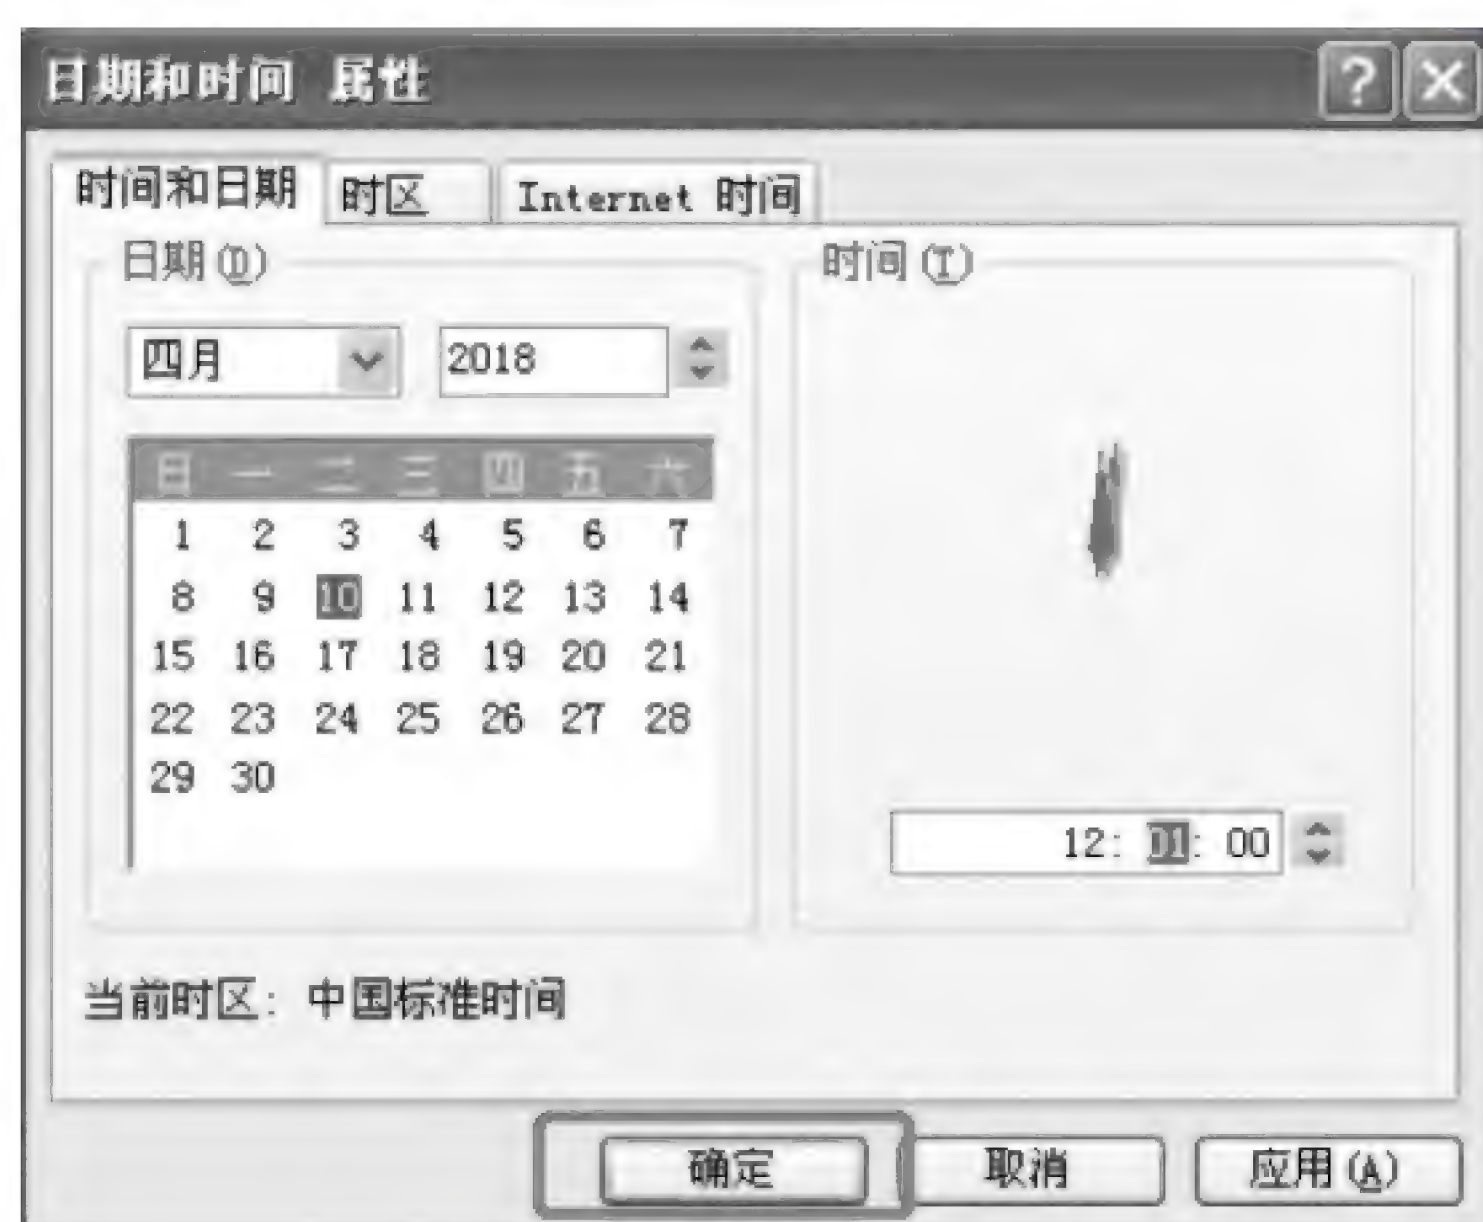 日期和时间 属性
时间和日期 时区 Internet 时间
日期(D) 时间(T)
四月 2018
日 一 二 三 四 五 六
1 2 3 4 5 6 7
8 9 10 11 12 13 14
15 16 17 18 19 20 21
22 23 24 25 26 27 28
29 30
12: 01: 00
当前时区: 中国标准时间
确定 取消 应用(A)